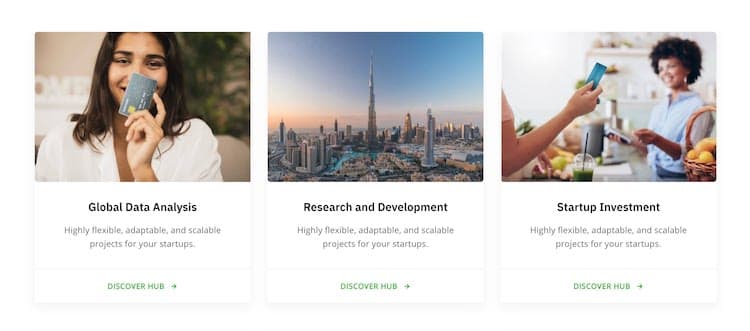 Global Data Analysis
Highly flexible, adaptable, and scalable
projects for your startups.
DISCOVER HUB →
Research and Development
Highly flexible, adaptable, and scalable
projects for your startups.
DISCOVER HUB →
Startup Investment
Highly flexible, adaptable, and scalable
projects for your startups.
DISCOVER HUB →